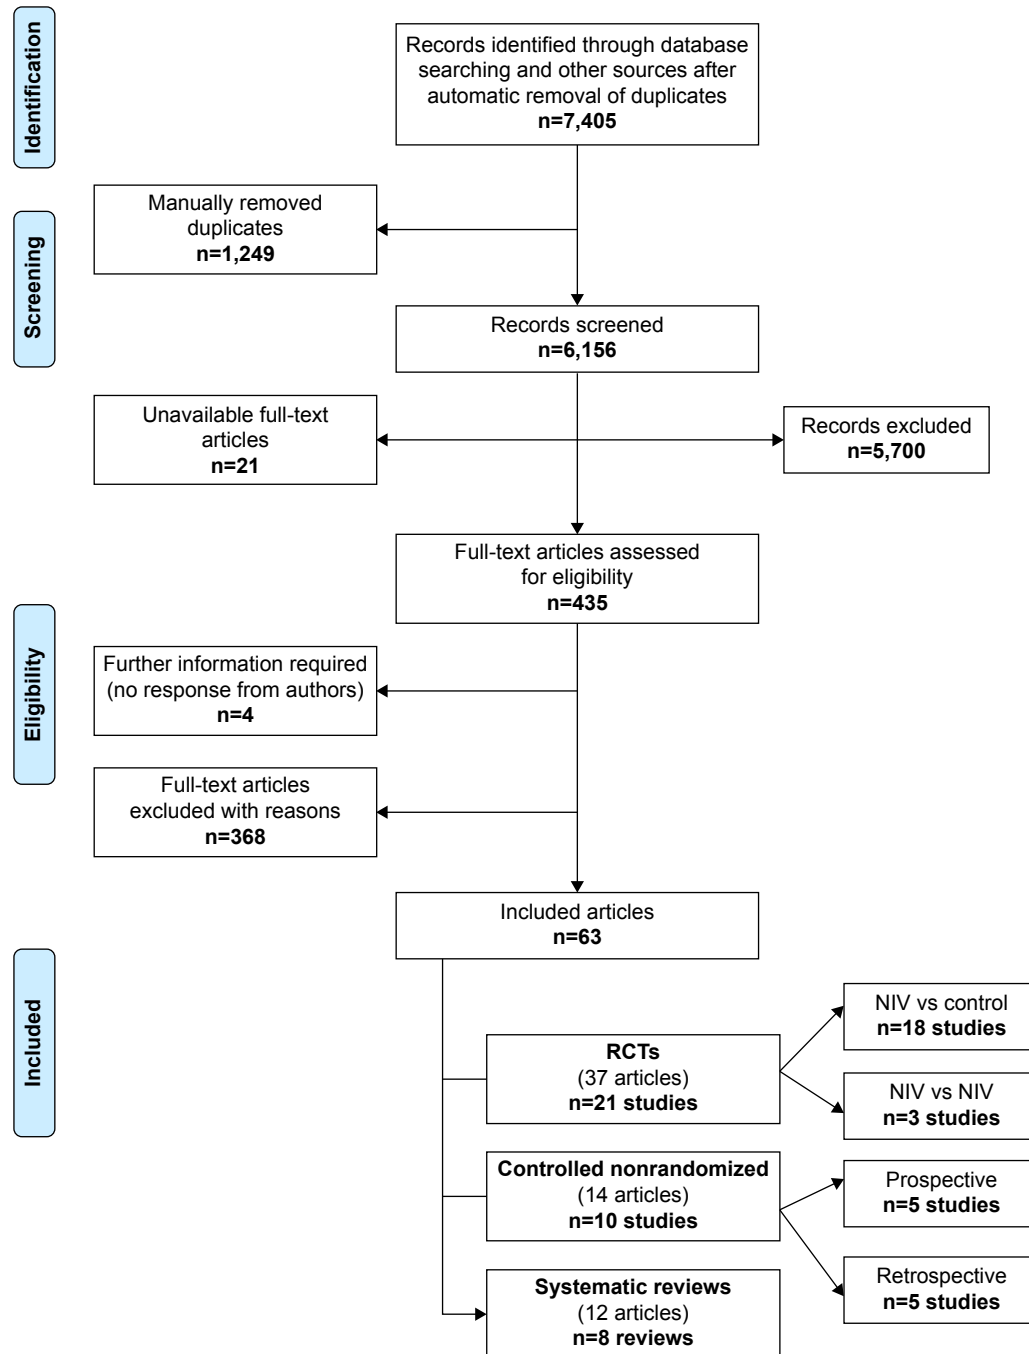 Identification
Records identified through database
searching and other sources after
automatic removal of duplicates
n=7,405
Screening
Manually removed
duplicates
n=1,249
Records screened
n=6,156
Unavailable full-text
articles
n=21
Records excluded
n=5,700
Full-text articles assessed
for eligibility
n=435
Eligibility
Further information required
(no response from authors)
n=4
Full-text articles
excluded with reasons
n=368
Included articles
n=63
Included
RCTs
(37 articles)
n=21 studies
NIV vs control
n=18 studies
NIV vs NIV
n=3 studies
Controlled nonrandomized
(14 articles)
n=10 studies
Prospective
n=5 studies
Retrospective
n=5 studies
Systematic reviews
(12 articles)
n=8 reviews